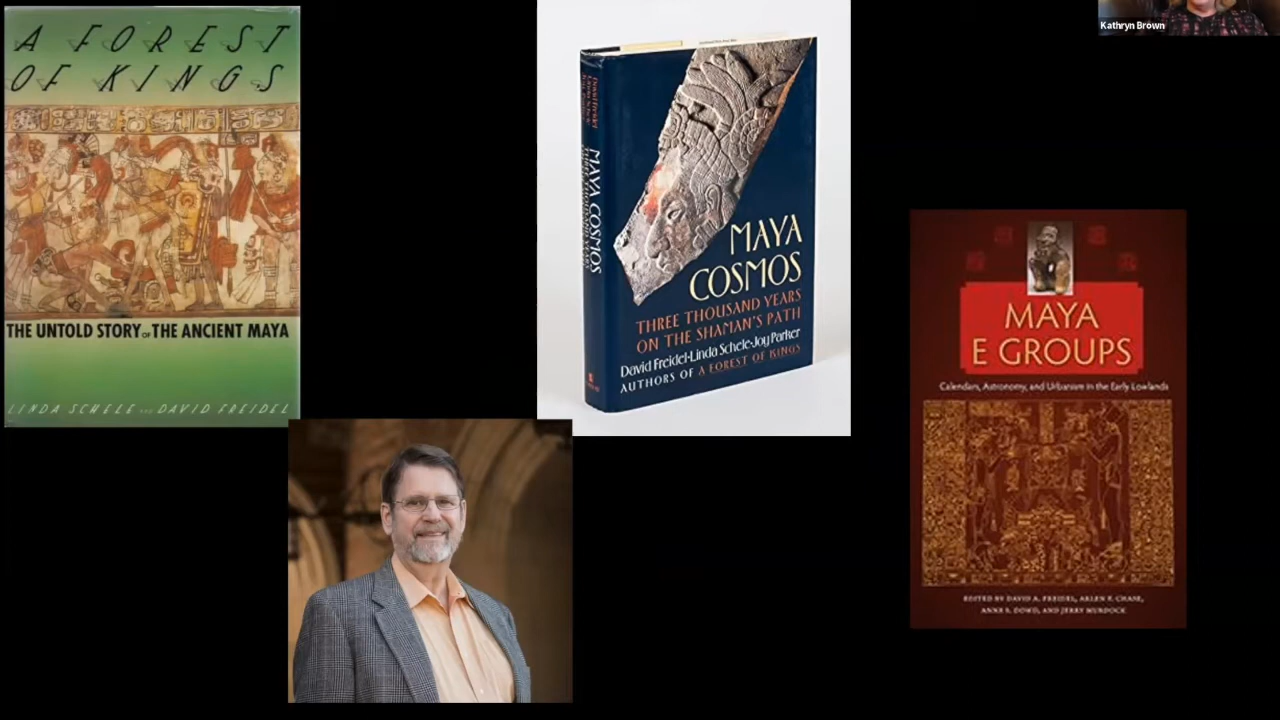 A FOREST
OF KINGS
THE UNTOLD STORY OF THE ANCIENT MAYA
LINDA SCHELE AND DAVID FREIDEL
MAYA COSMOS
THREE THOUSAND YEARS
MAYA
COSMOS
THREE THOUSAND YEARS
ON THE SHAMAN'S PATH
David Freidel·Linda Schele·Joy Parker
AUTHORS OF A FOREST OF KINGS
Kathryn Brown
MAYA
E GROUPS
Calendars, Astronomy, and Urbanism in the Early Lowlands
EDITED BY DAVID A. FREIDEL, ARLEN F. CHASE,
ANNE S. DOWD, AND JERRY MURDOCK